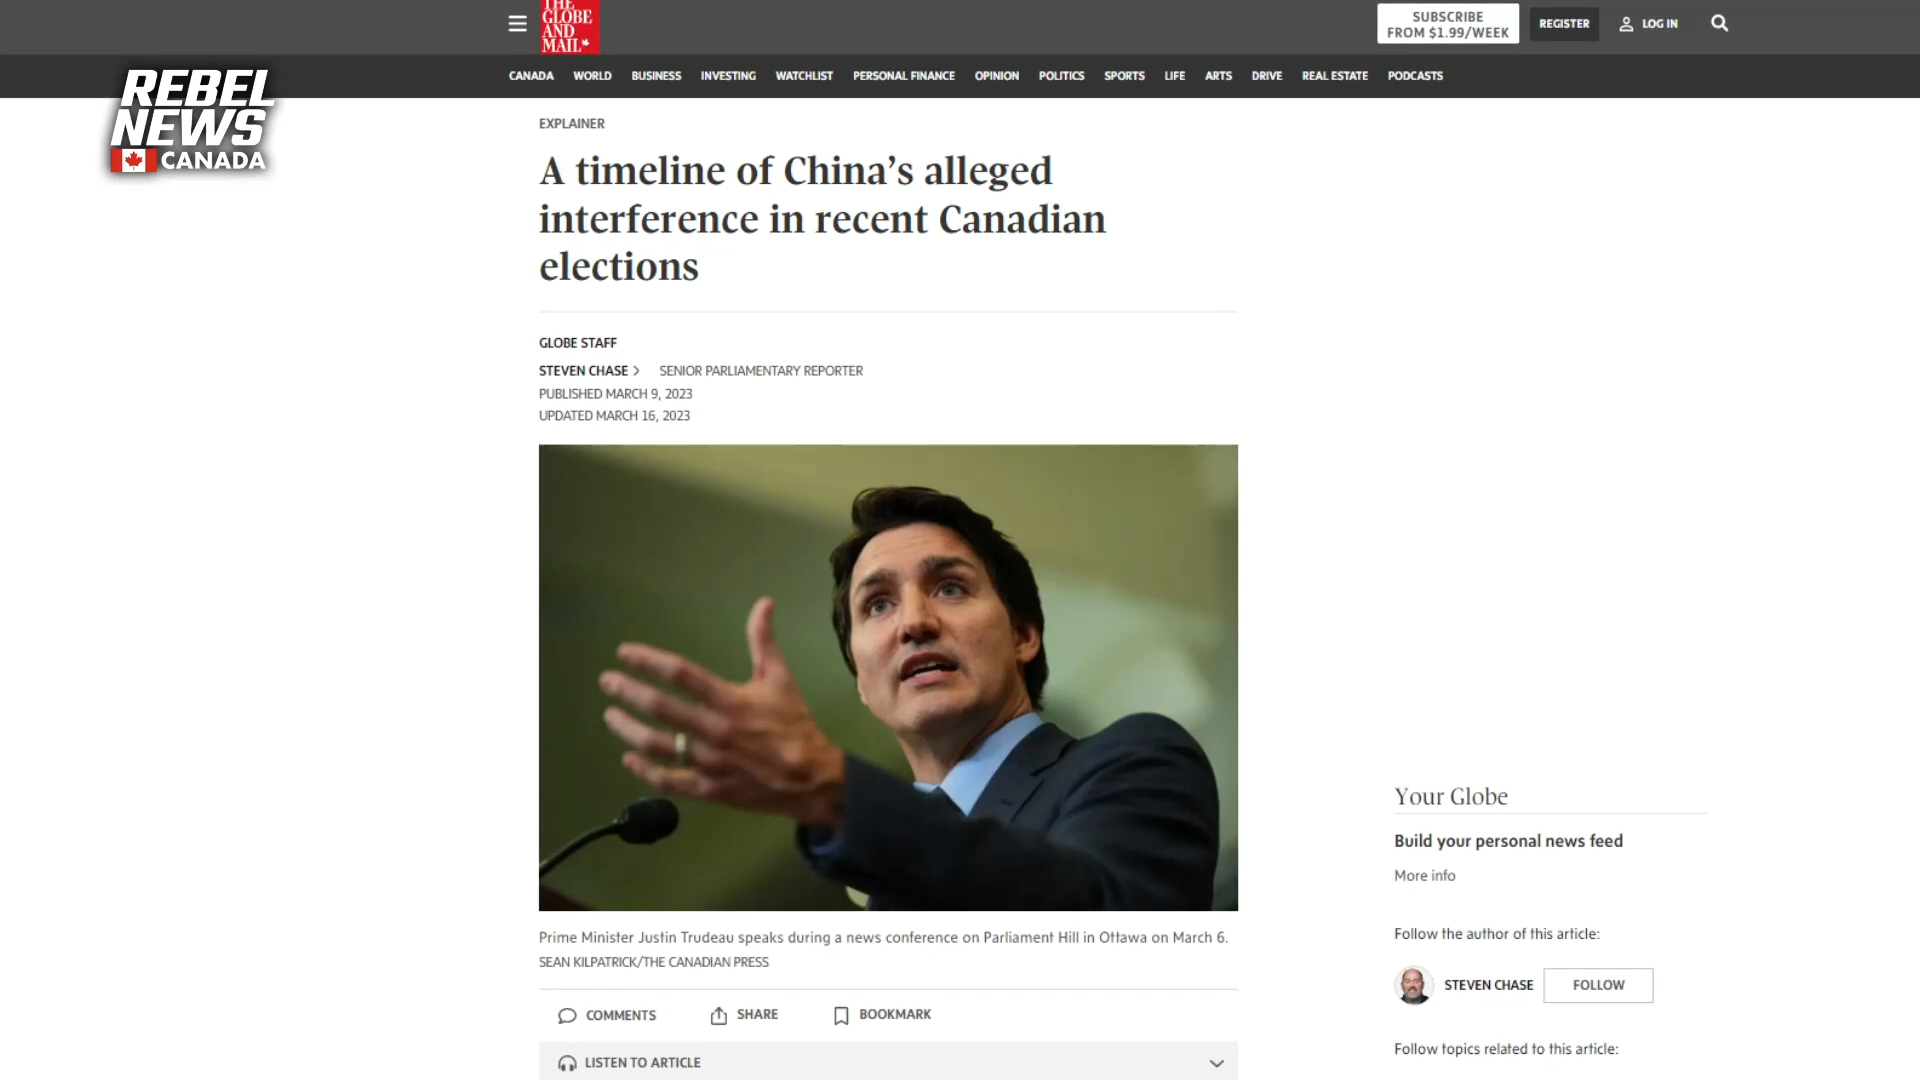 THE
GLOBE
AND
MAIL
SUBSCRIBE
FROM $1.99/WEEK
REGISTER
LOG IN
CANADA WORLD BUSINESS INVESTING WATCHLIST PERSONAL FINANCE OPINION POLITICS SPORTS LIFE ARTS DRIVE REAL ESTATE PODCASTS
REBEL
NEWS
CANADA
EXPLAINER
A timeline of China’s alleged
interference in recent Canadian
elections
GLOBE STAFF
STEVEN CHASE > SENIOR PARLIAMENTARY REPORTER
PUBLISHED MARCH 9, 2023
UPDATED MARCH 16, 2023
Prime Minister Justin Trudeau speaks during a news conference on Parliament Hill in Ottawa on March 6.
SEAN KILPATRICK/THE CANADIAN PRESS
COMMENTS SHARE BOOKMARK
LISTEN TO ARTICLE
Your Globe
Build your personal news feed
More info
Follow the author of this article:
STEVEN CHASE FOLLOW
Follow topics related to this article: